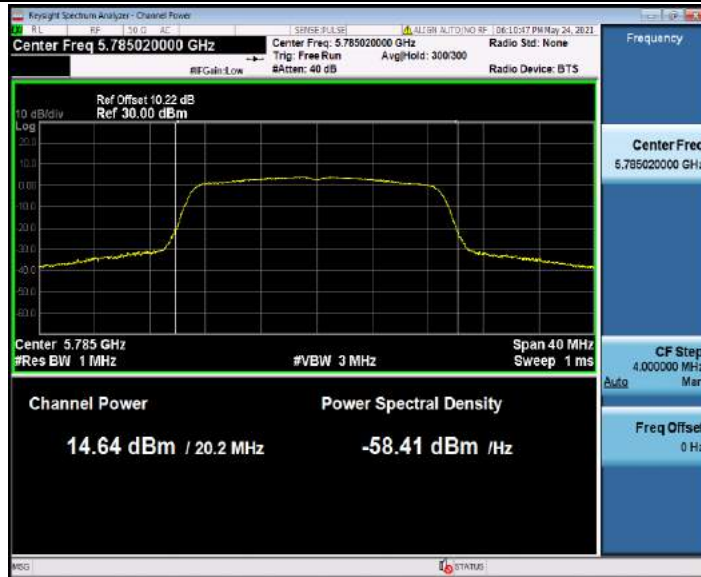 Keysight Spectrum Analyzer - Channel Power
RL RF 50 Ω AC SENSE:PULSE ALIGN AUTO/NO RF 06:10:47 PM May 24, 2021
Center Freq 5.785020000 GHz
Center Freq: 5.785020000 GHz
Radio Std: None
Trig: Free Run Avg|Hold: 300/300
#IFGain:Low #Atten: 40 dB Radio Device: BTS
Frequency
Ref Offset 10.22 dB
10 dB/div Ref 30.00 dBm
Log
20.0
10.0
0.00
-10.0
-20.0
-30.0
-40.0
-50.0
-60.0
Center 5.785 GHz Span 40 MHz
#Res BW 1 MHz #VBW 3 MHz Sweep 1 ms
Channel Power Power Spectral Density
14.64 dBm / 20.2 MHz -58.41 dBm /Hz
Center Freq
5.785020000 GHz
CF Step
4.000000 MHz
Auto Man
Freq Offset
0 Hz
MSG STATUS